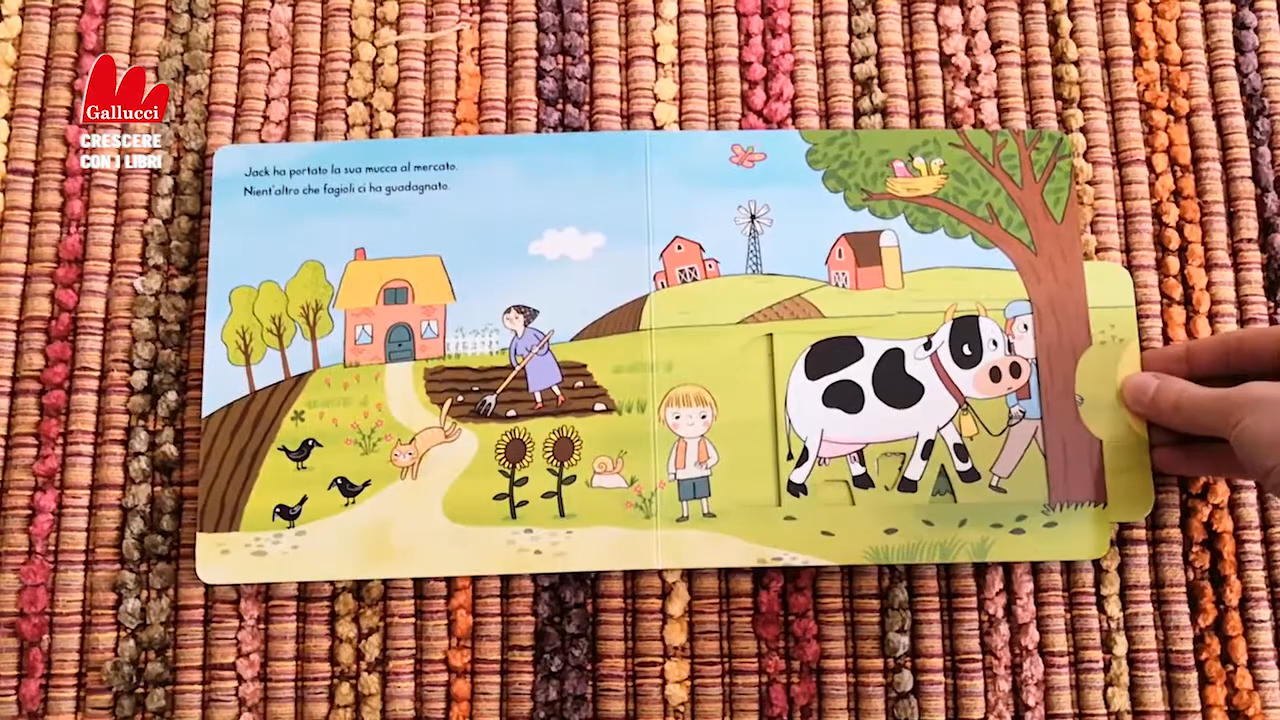 Gallucci
CRESCERE
CON I LIBRI
Jack ha portato la sua mucca al mercato.
Nient'altro che fagioli ci ha guadagnato.